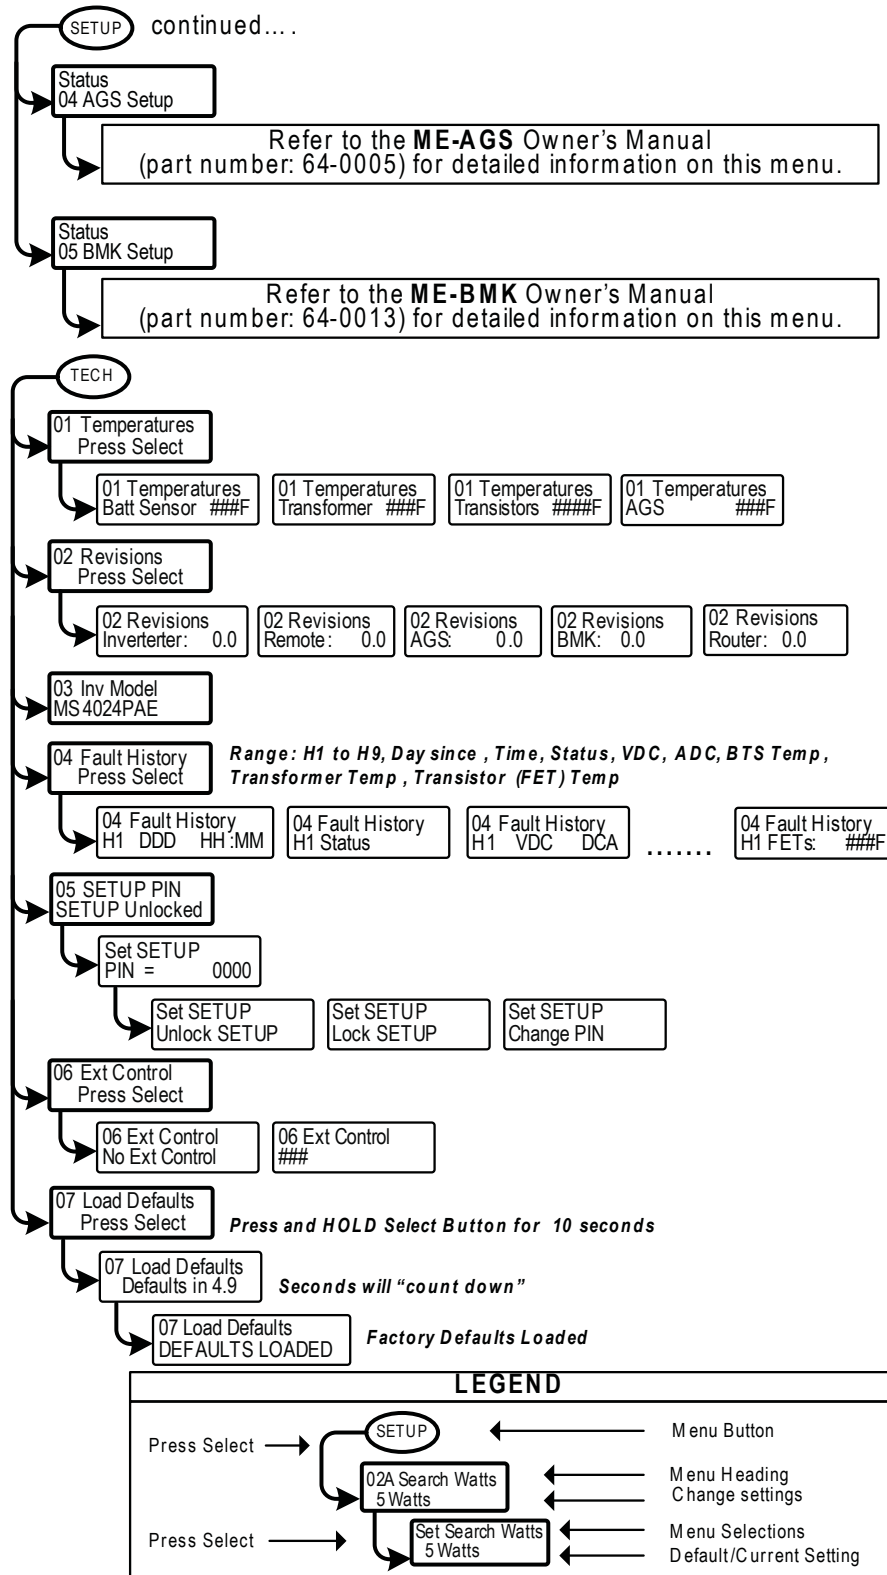 SETUP continued....
Status
04 AGS Setup
Refer to the ME-AGS Owner's Manual
(part number: 64-0005) for detailed information on this menu.
Status
05 BMK Setup
Refer to the ME-BMK Owner's Manual
(part number: 64-0013) for detailed information on this menu.
TECH
01 Temperatures
Press Select
01 Temperatures
Batt Sensor ###F
01 Temperatures
Transformer ###F
01 Temperatures
Transistors ####F
01 Temperatures
AGS ###F
02 Revisions
Press Select
02 Revisions
Inverterter: 0.0
02 Revisions
Remote: 0.0
02 Revisions
AGS: 0.0
02 Revisions
BMK: 0.0
02 Revisions
Router: 0.0
03 Inv Model
MS4024PAE
04 Fault History
Press Select
Range: H1 to H9, Day since, Time, Status, VDC, ADC, BTS Temp,
Transformer Temp, Transistor (FET) Temp
04 Fault History
H1 DDD HH:MM
04 Fault History
H1 Status
04 Fault History
H1 VDC DCA
.......
04 Fault History
H1 FETs: ###F
05 SETUP PIN
SETUP Unlocked
Set SETUP
PIN = 0000
Set SETUP
Unlock SETUP
Set SETUP
Lock SETUP
Set SETUP
Change PIN
06 Ext Control
Press Select
06 Ext Control
No Ext Control
06 Ext Control
###
07 Load Defaults
Press Select
Press and HOLD Select Button for 10 seconds
07 Load Defaults
Defaults in 4.9
Seconds will "count down"
07 Load Defaults
DEFAULTS LOADED
Factory Defaults Loaded
LEGEND
Press Select
SETUP
Menu Button
02A Search Watts
5 Watts
Menu Heading
Change settings
Press Select
Set Search Watts
5 Watts
Menu Selections
Default/Current Setting